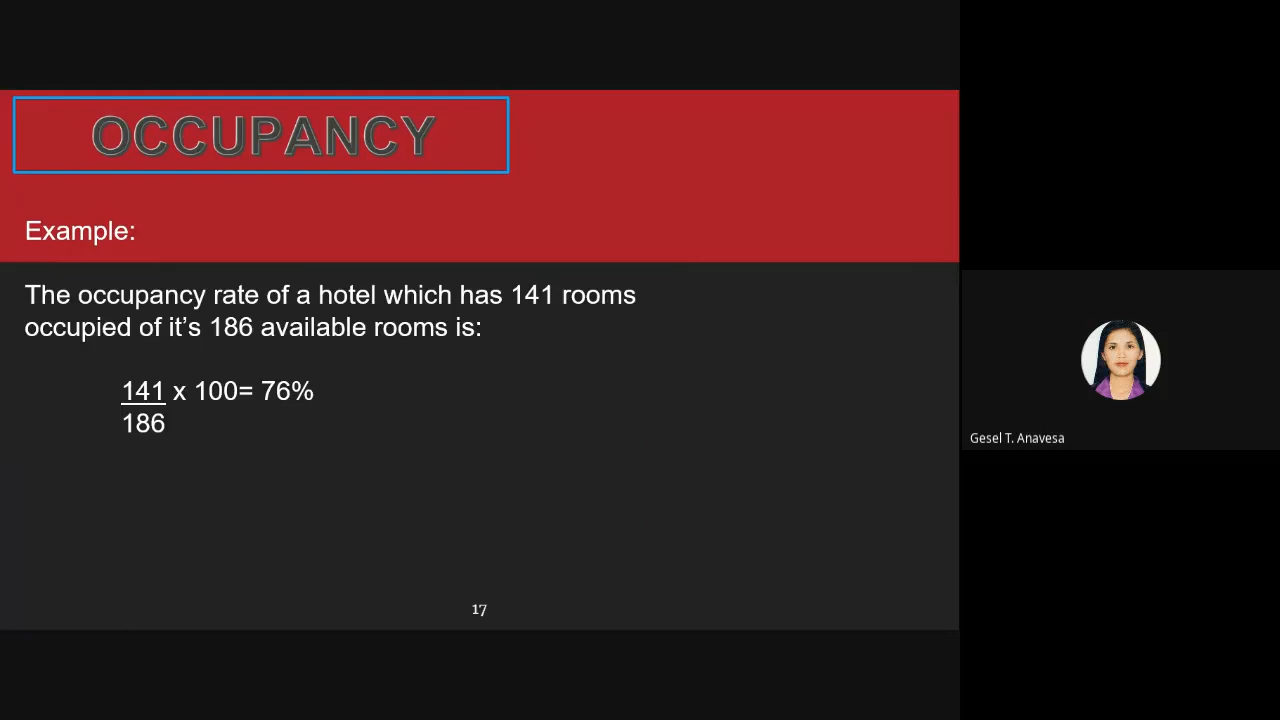 OCCUPANCY
Example:
The occupancy rate of a hotel which has 141 rooms
occupied of it's 186 available rooms is:
141 x 100= 76%
186
17
Gesel T. Anavesa